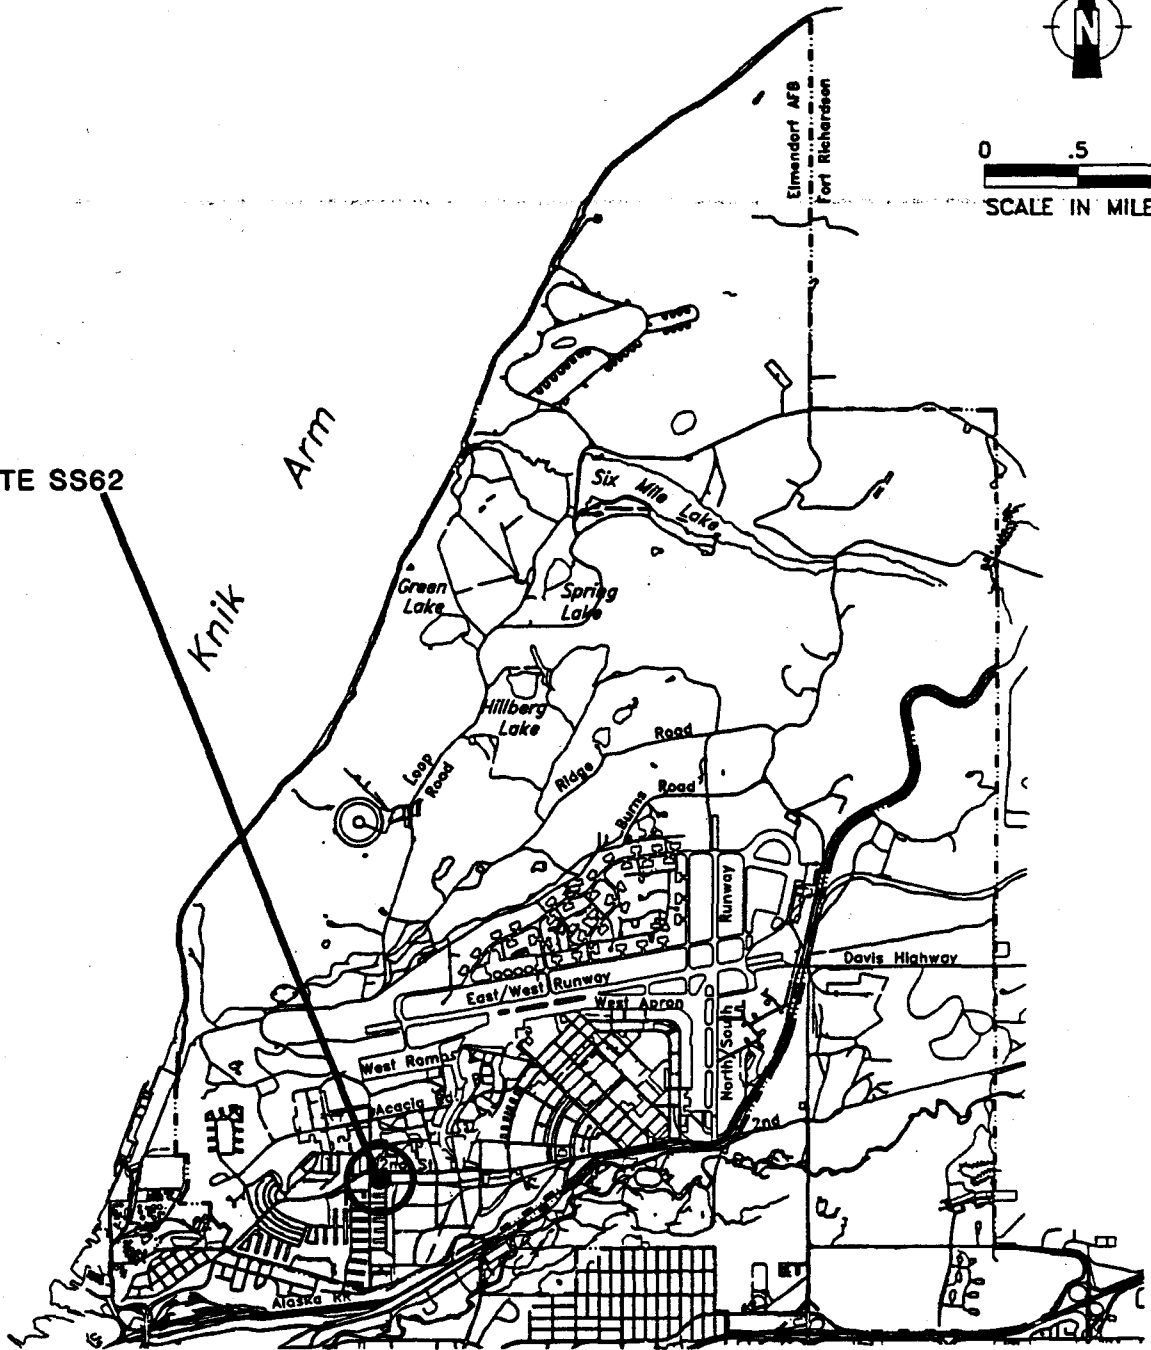 N
Elmendorf AFB
Fort Richardson
0 .5
SCALE IN MILE
Arm
TE SS62
Six Mile Lake
Knik
Green
Lake
Spring
Lake
Hillberg
Lake
Loop
Road
Ridge Road
Burns Road
Runway
Davis Highway
East/West Runway
West Apron
North/South
West Ramp
Acacia Rd
2nd
2nd St
Alaska RR